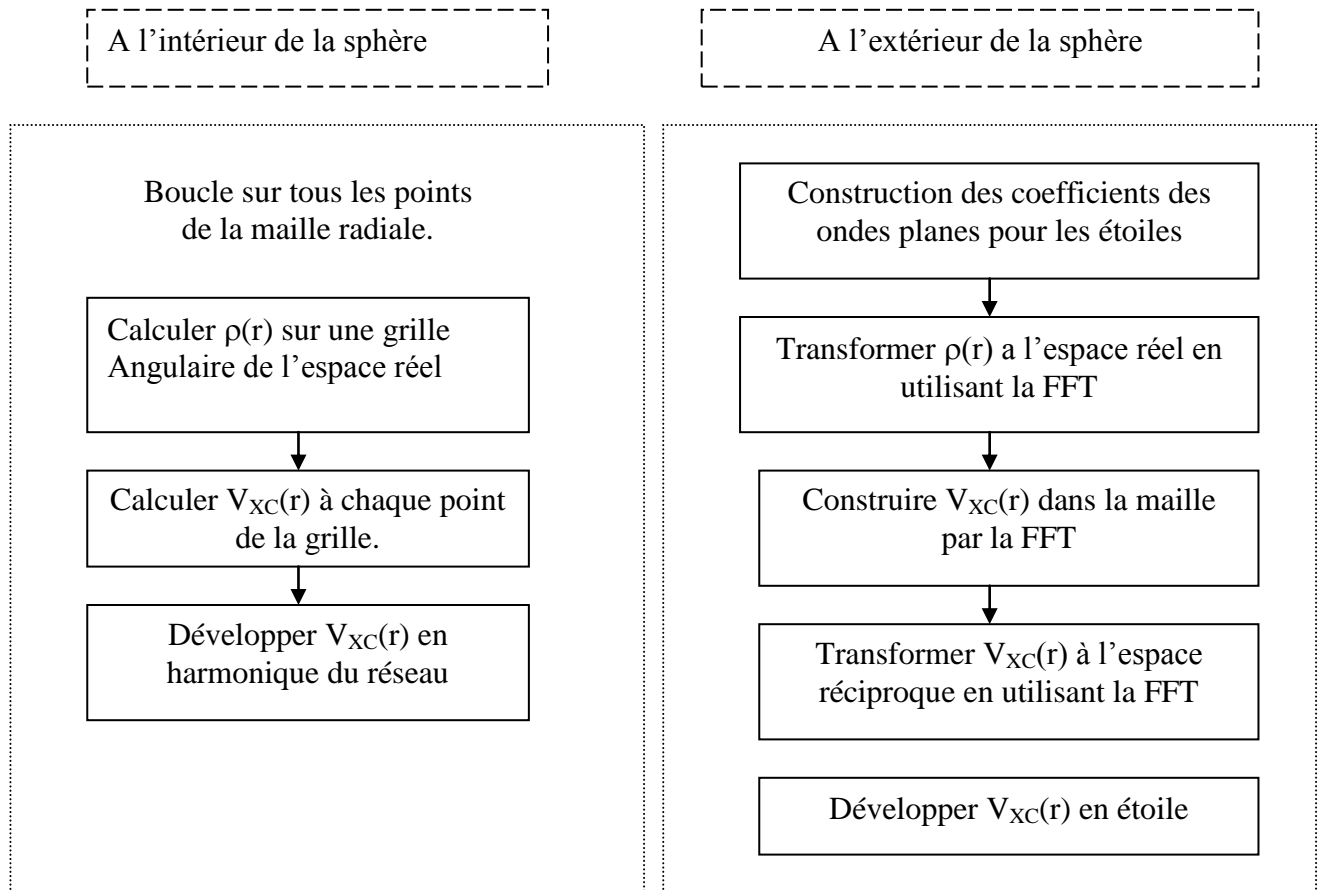 A l’intérieur de la sphère
A l’extérieur de la sphère
Boucle sur tous les points
de la maille radiale.
Calculer ρ(r) sur une grille
Angulaire de l’espace réel
Calculer V_XC(r) à chaque point
de la grille.
Développer V_XC(r) en
harmonique du réseau
Construction des coefficients des
ondes planes pour les étoiles
Transformer ρ(r) a l’espace réel en
utilisant la FFT
Construire V_XC(r) dans la maille
par la FFT
Transformer V_XC(r) à l’espace
réciproque en utilisant la FFT
Développer V_XC(r) en étoile